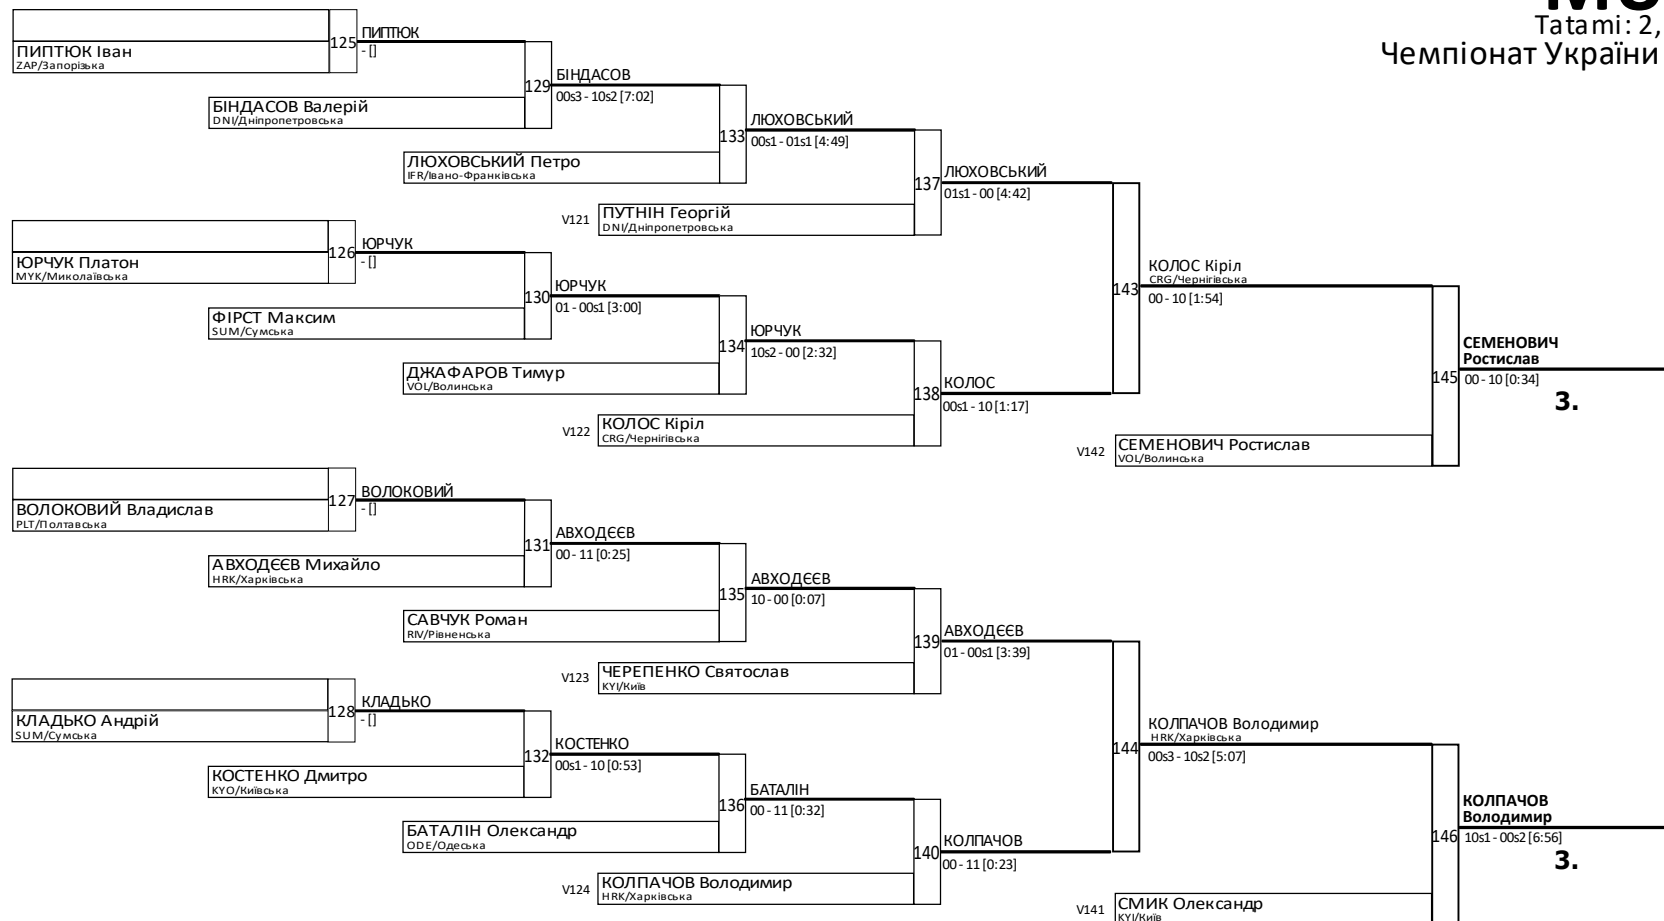 Tatami: 2,
Чемпіонат України
125
ПИПТЮК
- []
ПИПТЮК Іван
ZAP/Запорізька
129
БІНДАСОВ
00s3 - 10s2 [7:02]
БІНДАСОВ Валерій
DNI/Дніпропетровська
133
ЛЮХОВСЬКИЙ
00s1 - 01s1 [4:49]
ЛЮХОВСЬКИЙ Петро
IFR/Івано-Франківська
137
ЛЮХОВСЬКИЙ
01s1 - 00 [4:42]
V121
ПУТНІН Георгій
DNI/Дніпропетровська
126
ЮРЧУК
- []
ЮРЧУК Платон
MYK/Миколаївська
130
ЮРЧУК
01 - 00s1 [3:00]
ФІРСТ Максим
SUM/Сумська
134
ЮРЧУК
10s2 - 00 [2:32]
ДЖАФАРОВ Тимур
VOL/Волинська
138
КОЛОС
00s1 - 10 [1:17]
V122
КОЛОС Кіріл
CRG/Чернігівська
143
КОЛОС Кіріл
CRG/Чернігівська
00 - 10 [1:54]
145
СЕМЕНОВИЧ
Ростислав
00 - 10 [0:34]
3.
V142
СЕМЕНОВИЧ Ростислав
VOL/Волинська
127
ВОЛОКОВИЙ
- []
ВОЛОКОВИЙ Владислав
PLT/Полтавська
131
АВХОДЄЄВ
00 - 11 [0:25]
АВХОДЄЄВ Михайло
HRK/Харківська
135
АВХОДЄЄВ
10 - 00 [0:07]
САВЧУК Роман
RIV/Рівненська
139
АВХОДЄЄВ
01 - 00s1 [3:39]
V123
ЧЕРЕПЕНКО Святослав
KYI/Київ
128
КЛАДЬКО
- []
КЛАДЬКО Андрій
SUM/Сумська
132
КОСТЕНКО
00s1 - 10 [0:53]
КОСТЕНКО Дмитро
KYO/Київська
136
БАТАЛІН
00 - 11 [0:32]
БАТАЛІН Олександр
ODE/Одеська
140
КОЛПАЧОВ
00 - 11 [0:23]
V124
КОЛПАЧОВ Володимир
HRK/Харківська
144
КОЛПАЧОВ Володимир
HRK/Харківська
00s3 - 10s2 [5:07]
146
КОЛПАЧОВ
Володимир
10s1 - 00s2 [6:56]
3.
V141
СМИК Олександр
KYI/Київ